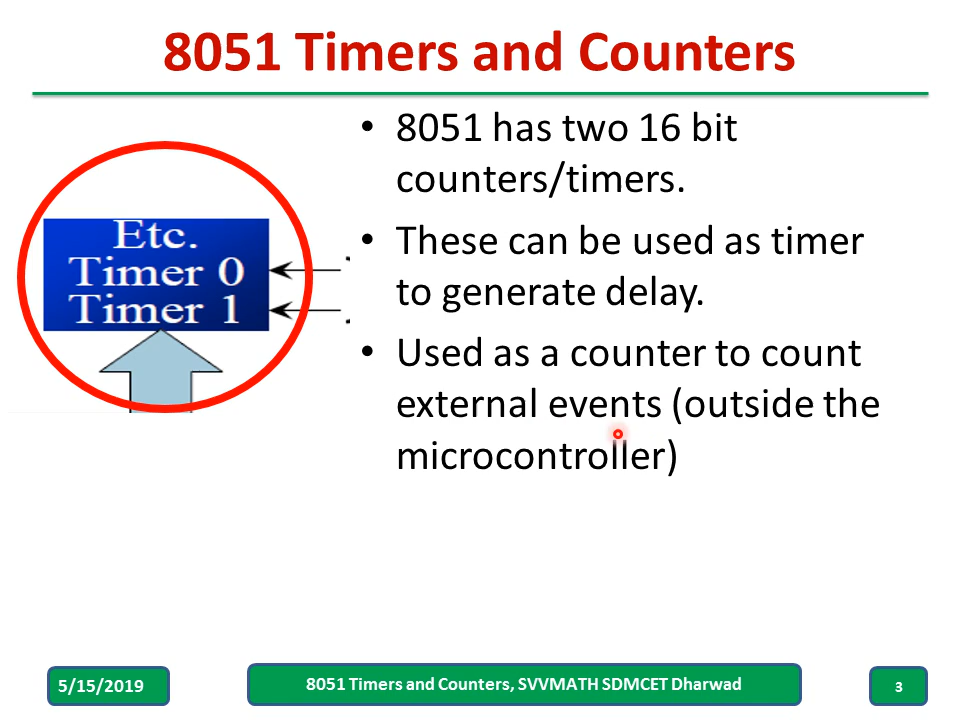 8051 Timers and Counters
Etc.
Timer 0
Timer 1
• 8051 has two 16 bit
counters/timers.
• These can be used as timer
to generate delay.
• Used as a counter to count
external events (outside the
microcontroller)
5/15/2019
8051 Timers and Counters, SVVMATH SDMCET Dharwad
3